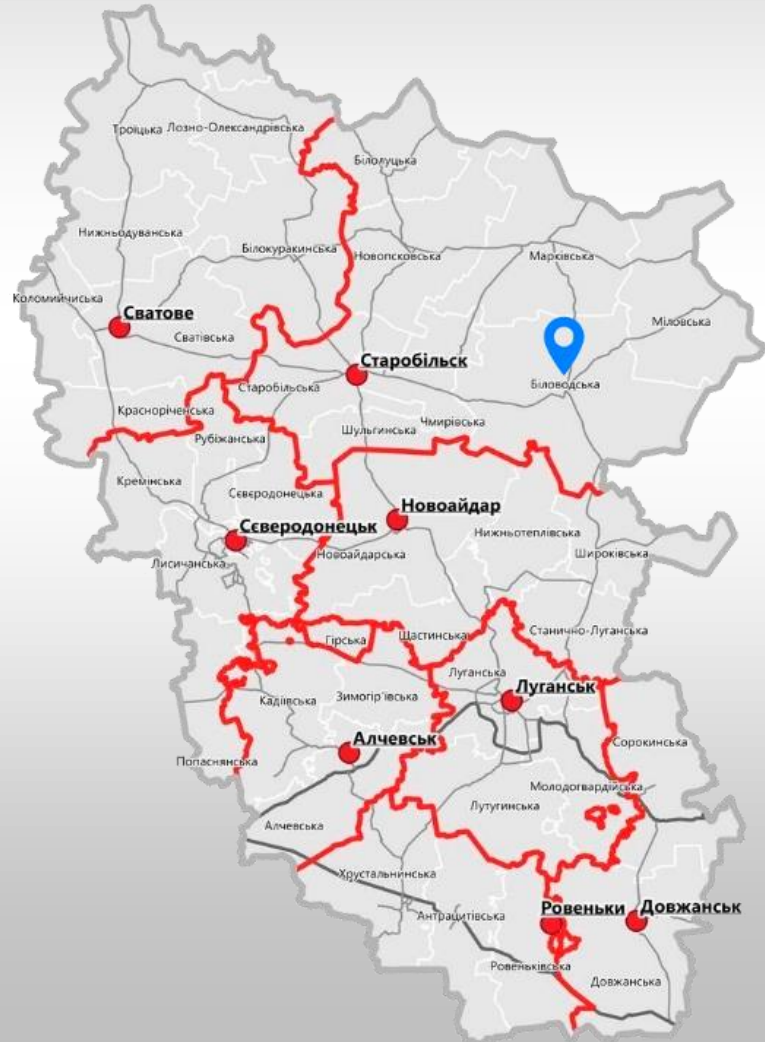 Троїцька
Лозно-Олександрівська
Білолуцька
Нижньодуванська
Білокуракинська
Новопсковська
Марківська
Коломийчиська
Сватове
Сватівська
Міловська
Старобільск
Старобільська
Біловодська
Красноріченська
Шульгинська
Чмирівська
Рубіжанська
Кремінська
Сєвєродонецька
Новоайдар
Сєверодонецьк
Нижньотеплівська
Новоайдарська
Широківська
Лисичанська
Гірська
Щастинська
Станично-Луганська
Луганська
Кадіївська
Зимогір'ївська
Луганськ
Алчевськ
Сорокинська
Попаснянська
Молодогвардійська
Лутугинська
Алчевська
Хрустальнинська
Антрацитівська
Ровеньки
Довжанськ
Ровеньківська
Довжанська